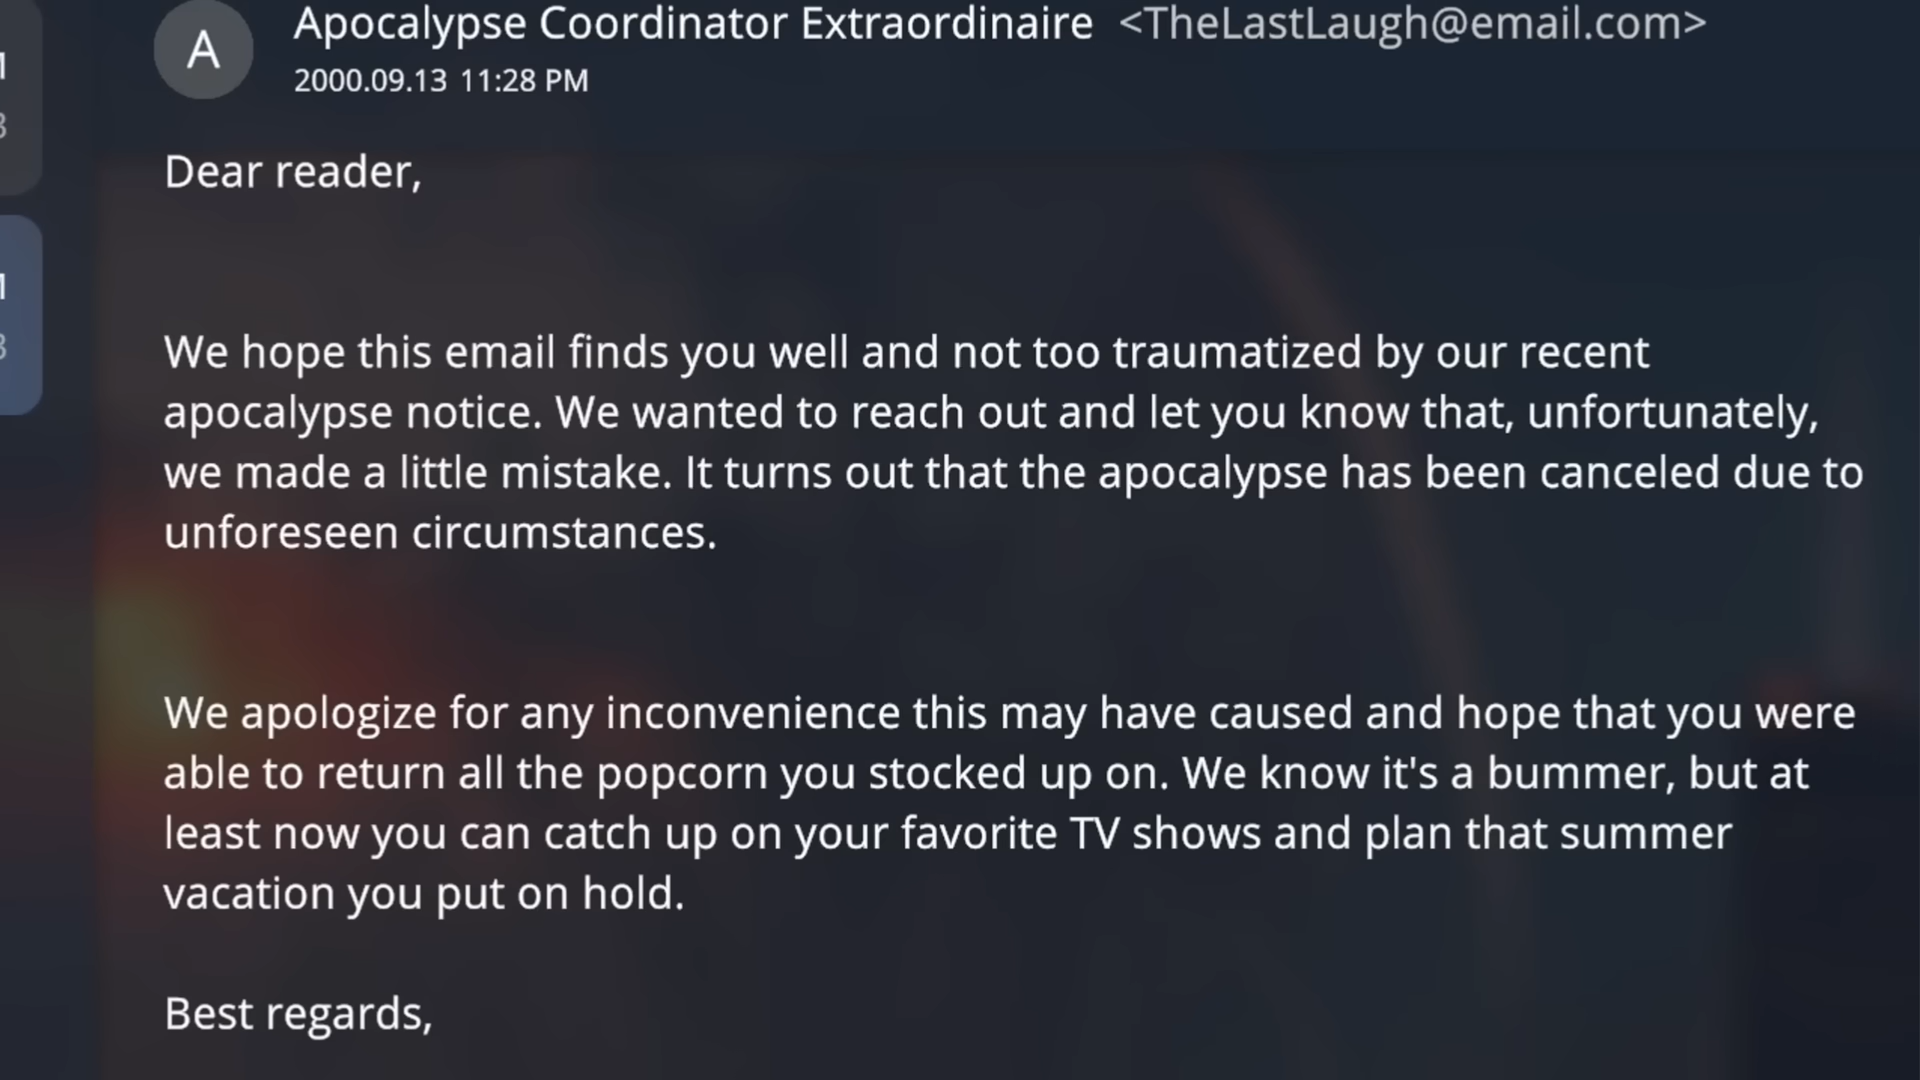 A
Apocalypse Coordinator Extraordinaire <TheLastLaugh@email.com>
2000.09.13 11:28 PM
Dear reader,
We hope this email finds you well and not too traumatized by our recent
apocalypse notice. We wanted to reach out and let you know that, unfortunately,
we made a little mistake. It turns out that the apocalypse has been canceled due to
unforeseen circumstances.
We apologize for any inconvenience this may have caused and hope that you were
able to return all the popcorn you stocked up on. We know it's a bummer, but at
least now you can catch up on your favorite TV shows and plan that summer
vacation you put on hold.
Best regards,